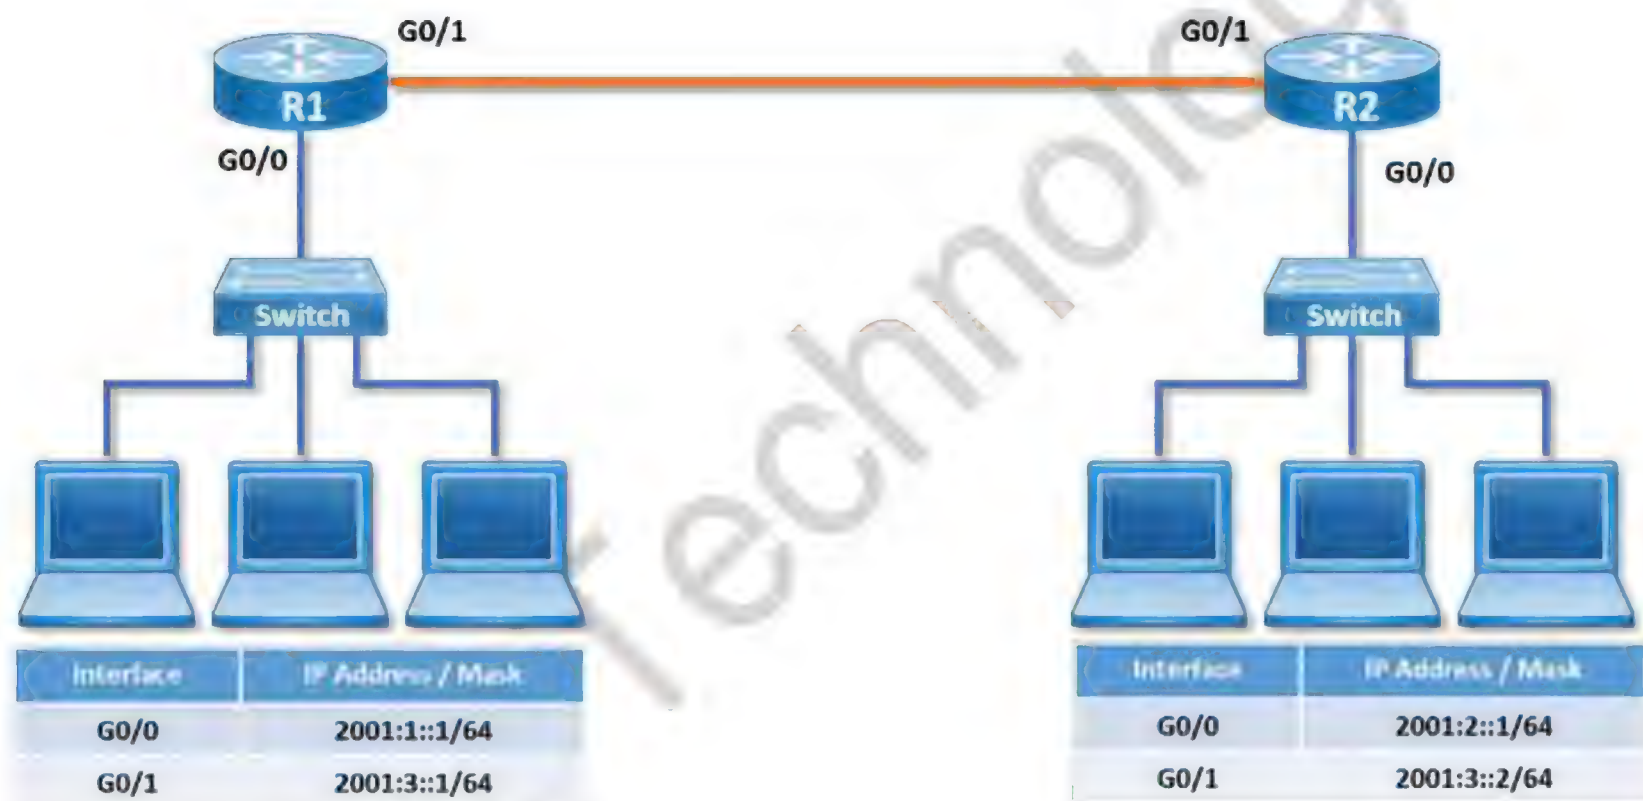 G0/1
G0/1
R1
R2
G0/0
G0/0
Switch
Switch
Technolog
Interface IP Address / Mask
G0/0 2001:1::1/64
G0/1 2001:3::1/64
Interface IP Address / Mask
G0/0 2001:2::1/64
G0/1 2001:3::2/64